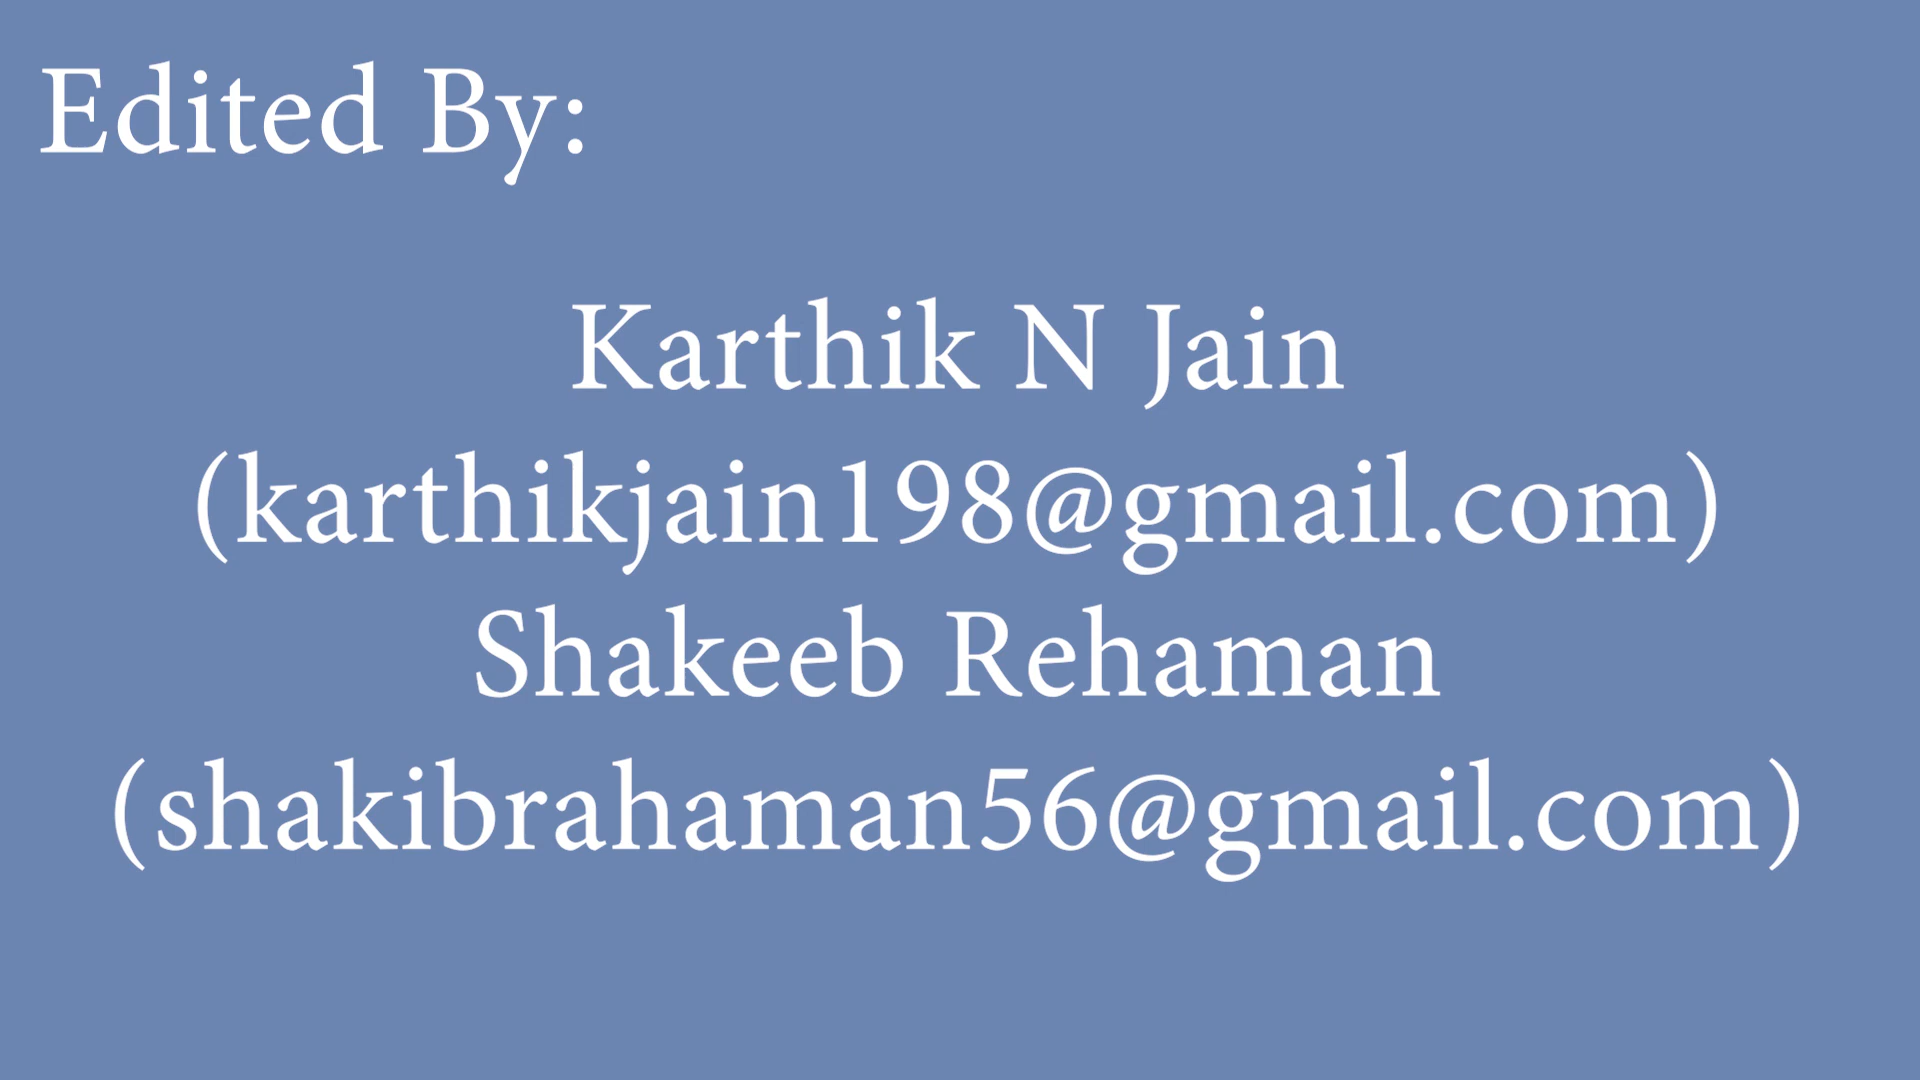 Edited By:
Karthik N Jain
(karthikjain198@gmail.com)
Shakeeb Rehaman
(shakibrahaman56@gmail.com)